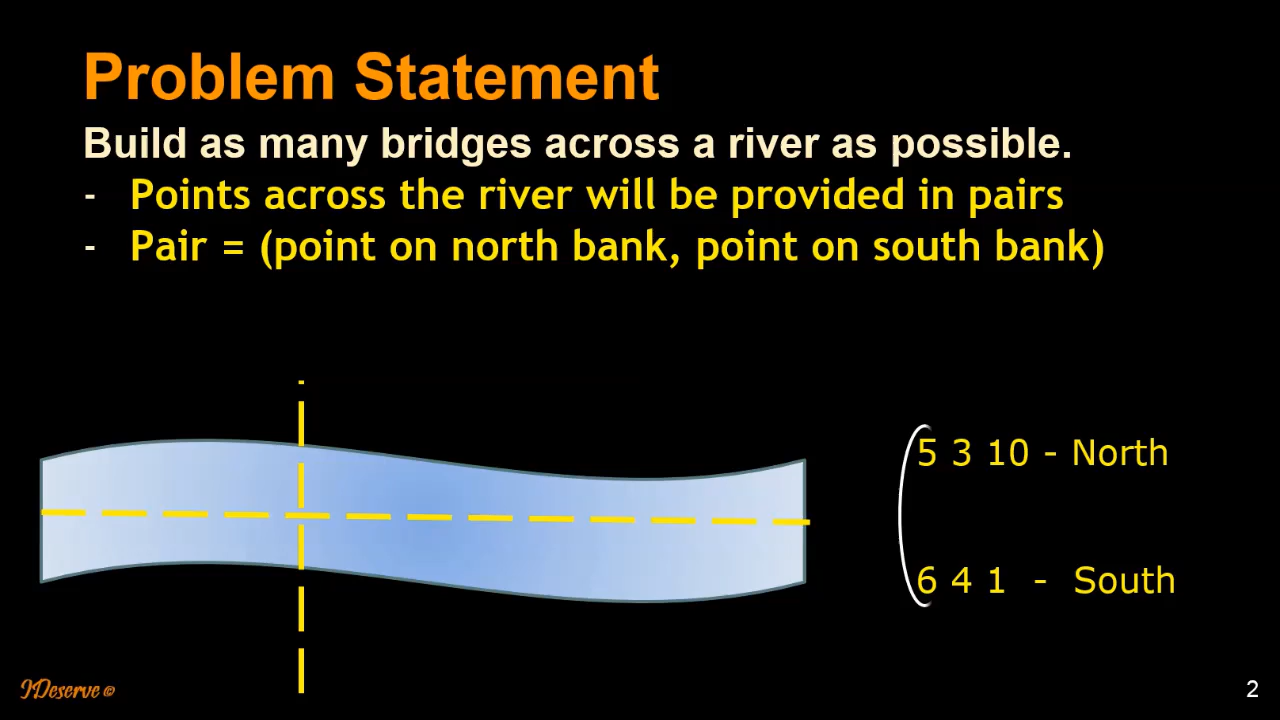 Problem Statement
Build as many bridges across a river as possible.
- Points across the river will be provided in pairs
- Pair = (point on north bank, point on south bank)
5 3 10 - North
6 4 1 - South
IDeserve ©
2